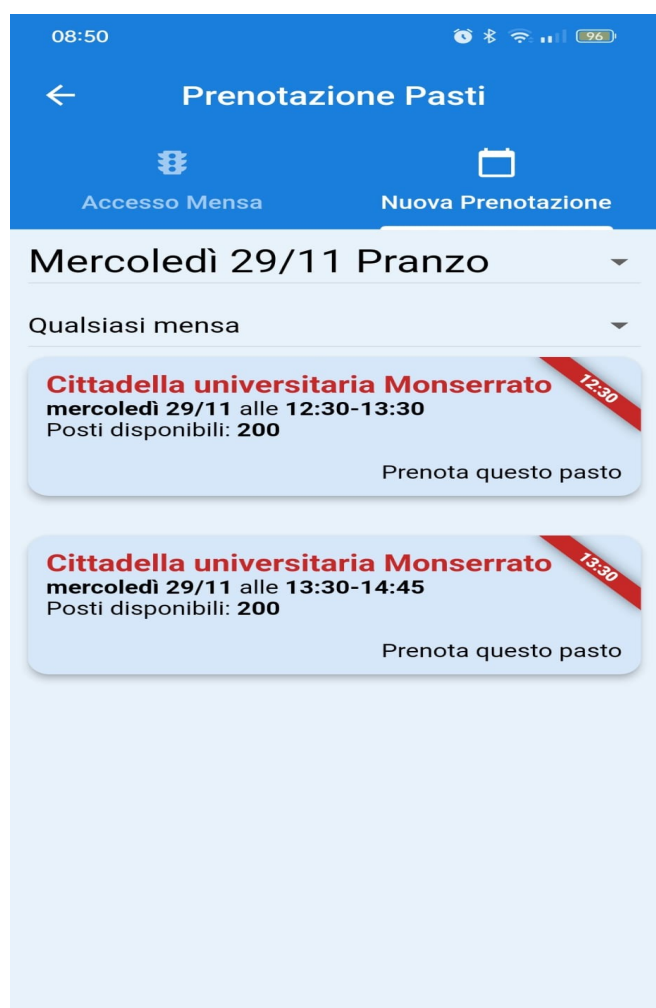 08:50
96
Prenotazione Pasti
Accesso Mensa
Nuova Prenotazione
Mercoledì 29/11 Pranzo
Qualsiasi mensa
Cittadella universitaria Monserrato
12:30
mercoledì 29/11 alle 12:30-13:30
Posti disponibili: 200
Prenota questo pasto
Cittadella universitaria Monserrato
13:30
mercoledì 29/11 alle 13:30-14:45
Posti disponibili: 200
Prenota questo pasto